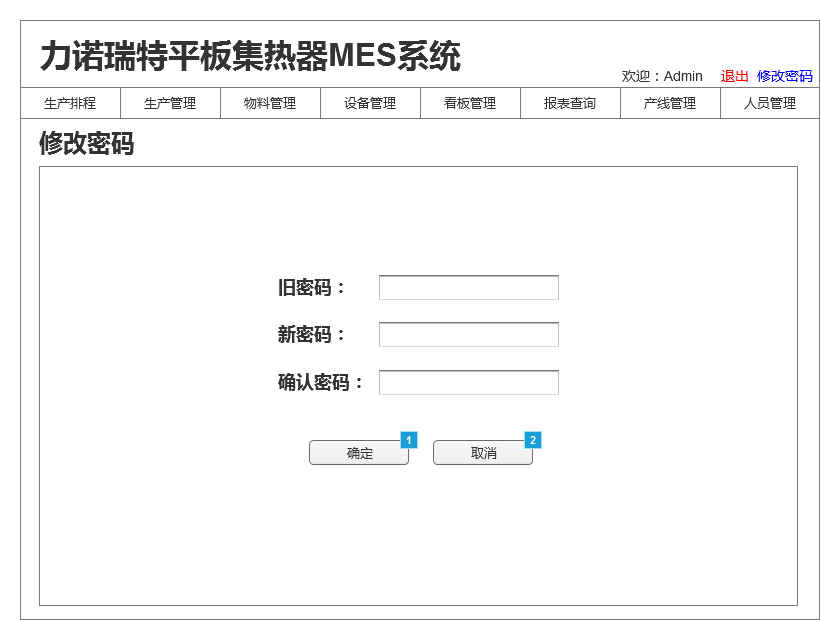 力诺瑞特平板集热器MES系统
欢迎：Admin 退出 修改密码
生产排程 生产管理 物料管理 设备管理 看板管理 报表查询 产线管理 人员管理
修改密码
旧密码：
新密码：
确认密码：
确定 1 取消 2